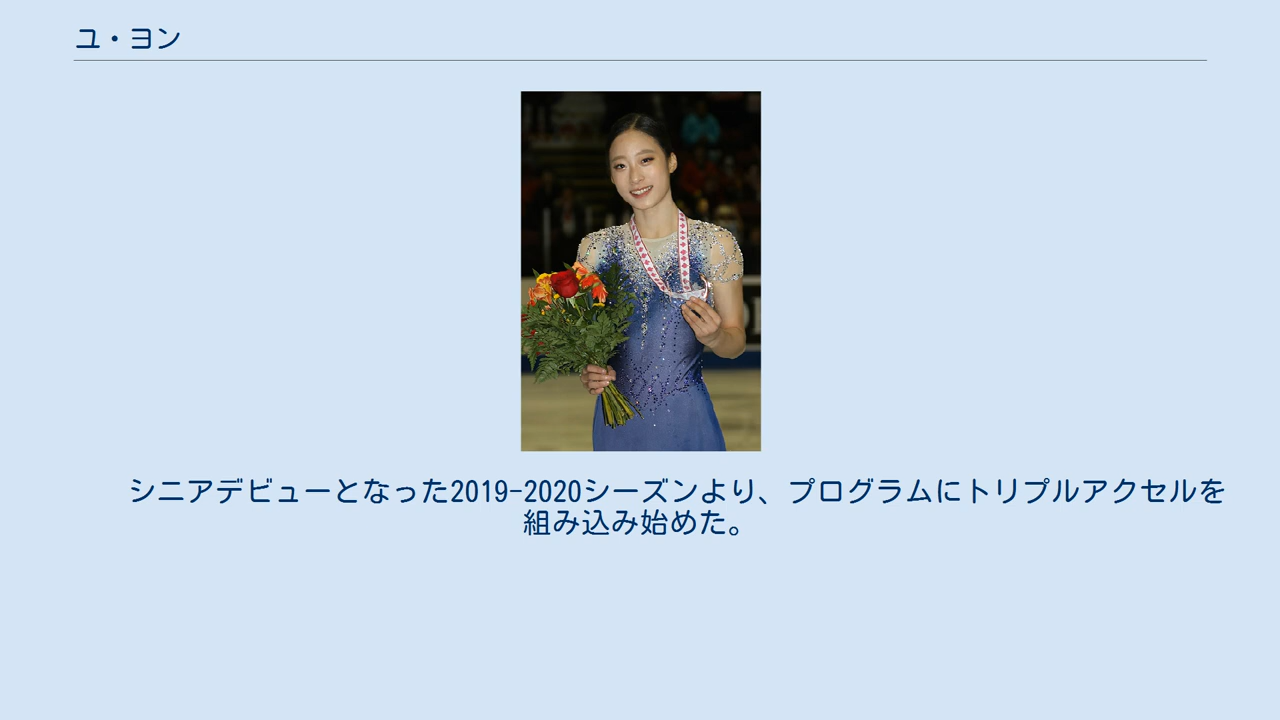 ユ・ヨン
シニアデビューとなった2019-2020シーズンより、プログラムにトリプルアクセルを
組み込み始めた。